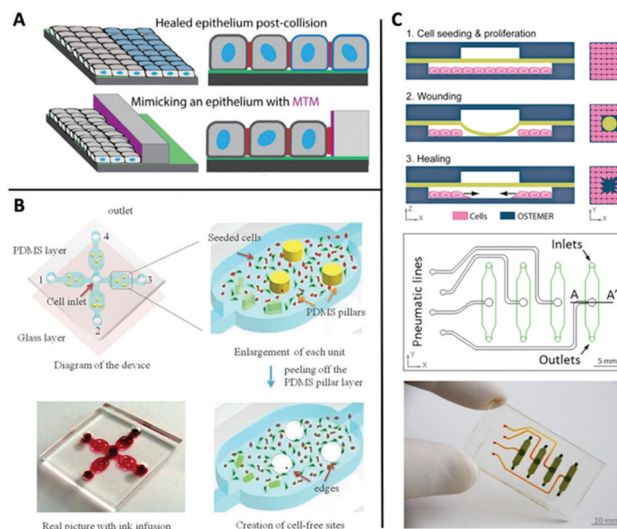 A
Healed epithelium post-collision
Mimicking an epithelium with MTM
B
outlet
PDMS layer
4
1
3
Cell inlet
2
Glass layer
Diagram of the device
Seeded cells
PDMS pillars
Enlargement of each unit
peeling off the
PDMS pillar layer
edges
Real picture with ink infusion
Creation of cell-free sites
C
1. Cell seeding & proliferation
2. Wounding
3. Healing
Z
X
Cells
OSTEMER
Y
X
Pneumatic lines
Inlets
A
A'
Outlets
Y
X
5 mm
10 mm